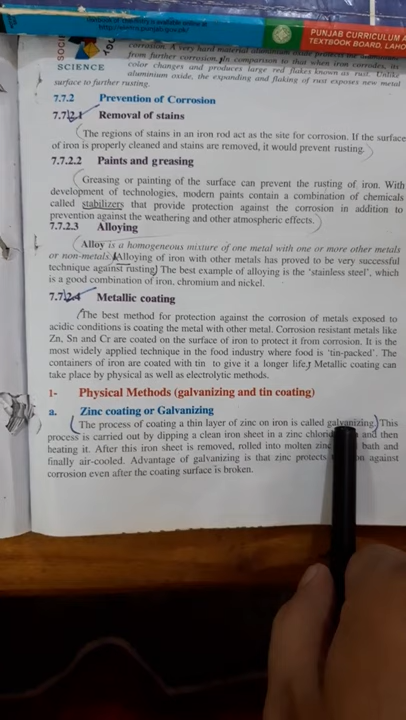 PUNJAB CURRICULUM A
TEXTBOOK BOARD, LAHO
SOCI
SCIENCE
corrosion. A very hard material
from further corrosion. In comparison to that when iron corrodes, its
color changes and produces large red flakes known as rust. Unlike
aluminium oxide, the expanding and flaking of rust exposes new metal
surface to further rusting.
7.7.2 Prevention of Corrosion
7.7.2.1 Removal of stains
The regions of stains in an iron rod act as the site for corrosion. If the surface
of iron is properly cleaned and stains are removed, it would prevent rusting.
7.7.2.2 Paints and greasing
Greasing or painting of the surface can prevent the rusting of iron. With
development of technologies, modern paints contain a combination of chemicals
called stabilizers that provide protection against the corrosion in addition to
prevention against the weathering and other atmospheric effects.
7.7.2.3 Alloying
Alloy is a homogeneous mixture of one metal with one or more other metals
or non-metals. Alloying of iron with other metals has proved to be very successful
technique against rusting. The best example of alloying is the 'stainless steel', which
is a good combination of iron, chromium and nickel.
7.7.2.4 Metallic coating
The best method for protection against the corrosion of metals exposed to
acidic conditions is coating the metal with other metal. Corrosion resistant metals like
Zn, Sn and Cr are coated on the surface of iron to protect it from corrosion. It is the
most widely applied technique in the food industry where food is 'tin-packed'. The
containers of iron are coated with tin to give it a longer life. Metallic coating can
take place by physical as well as electrolytic methods.
1- Physical Methods (galvanizing and tin coating)
a. Zinc coating or Galvanizing
The process of coating a thin layer of zinc on iron is called galvanizing. This
process is carried out by dipping a clean iron sheet in a zinc chlorid bath and then
heating it. After this iron sheet is removed, rolled into molten zinc bath and
finally air-cooled. Advantage of galvanizing is that zinc protects against
corrosion even after the coating surface is broken.